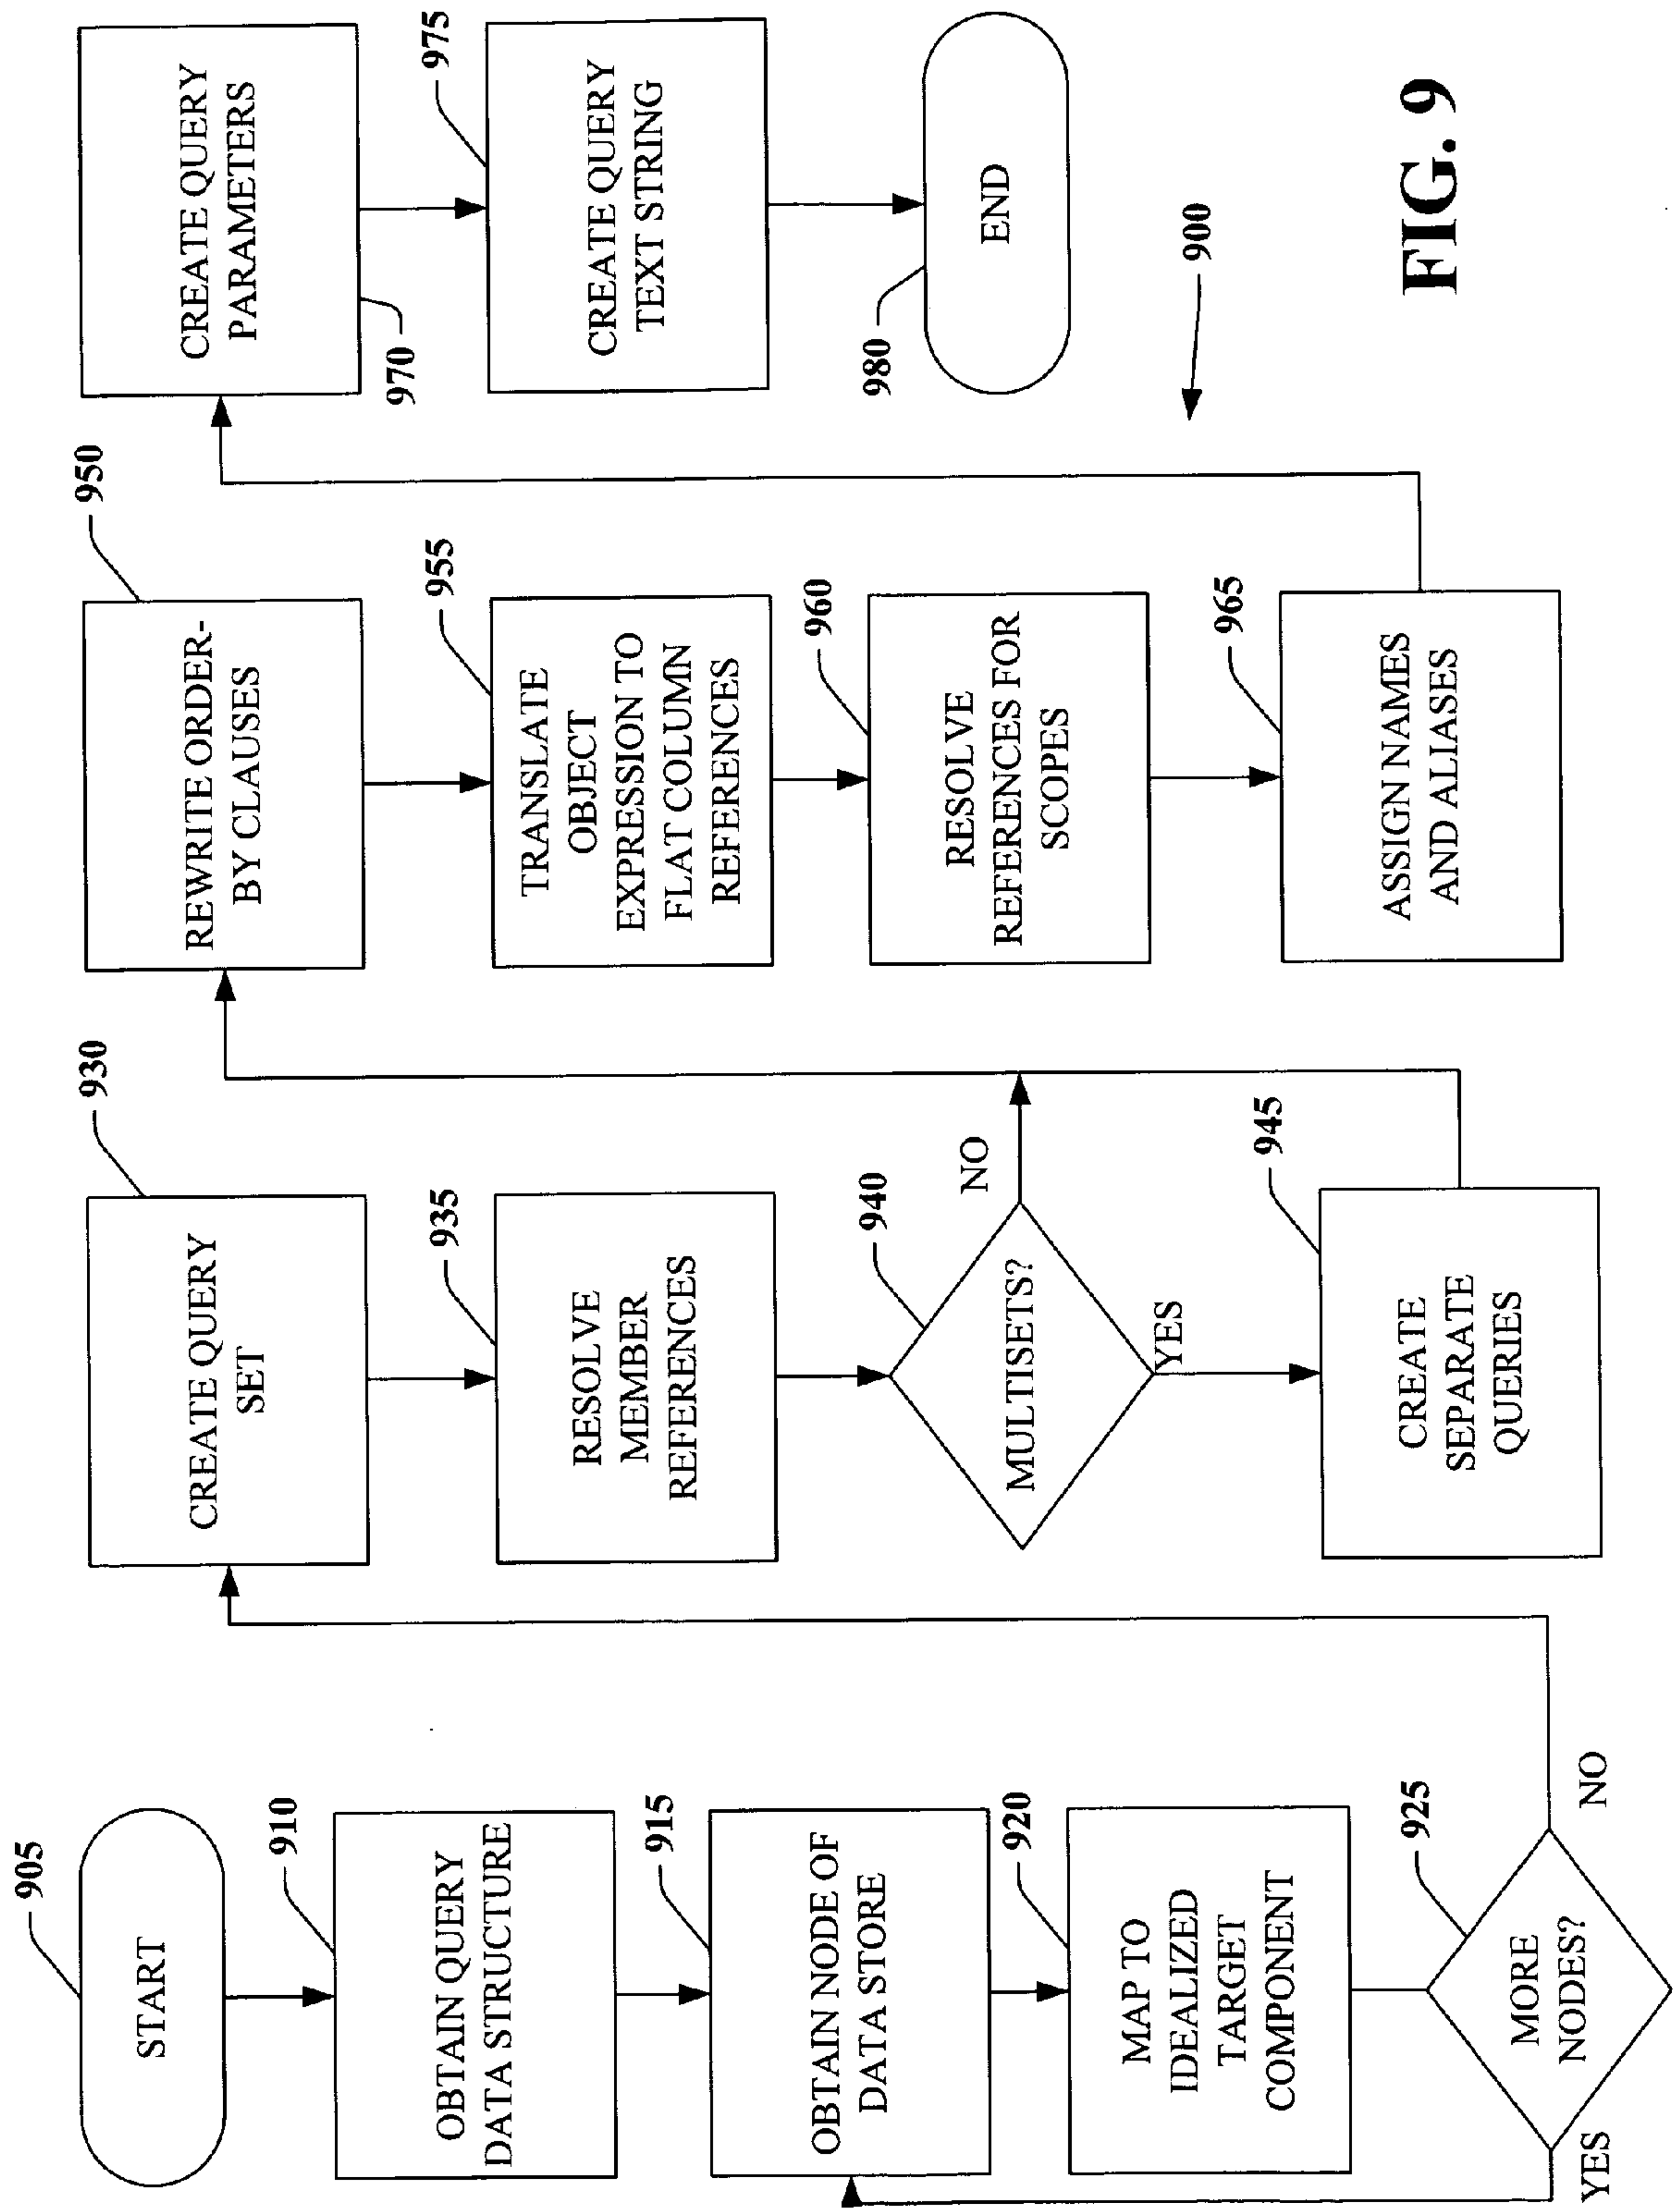 905
START
910
OBTAIN QUERY
DATA STRUCTURE
915
OBTAIN NODE OF
DATA STORE
920
MAP TO
IDEALIZED
TARGET
COMPONENT
925
MORE
NODES?
YES
NO
930
CREATE QUERY
SET
935
RESOLVE
MEMBER
REFERENCES
940
MULTISETS?
NO
YES
945
CREATE
SEPARATE
QUERIES
950
REWRITE ORDER-
BY CLAUSES
955
TRANSLATE
OBJECT
EXPRESSION TO
FLAT COLUMN
REFERENCES
960
RESOLVE
REFERENCES FOR
SCOPES
965
ASSIGN NAMES
AND ALIASES
CREATE QUERY
PARAMETERS
970
975
CREATE QUERY
TEXT STRING
980
END
900
FIG. 9